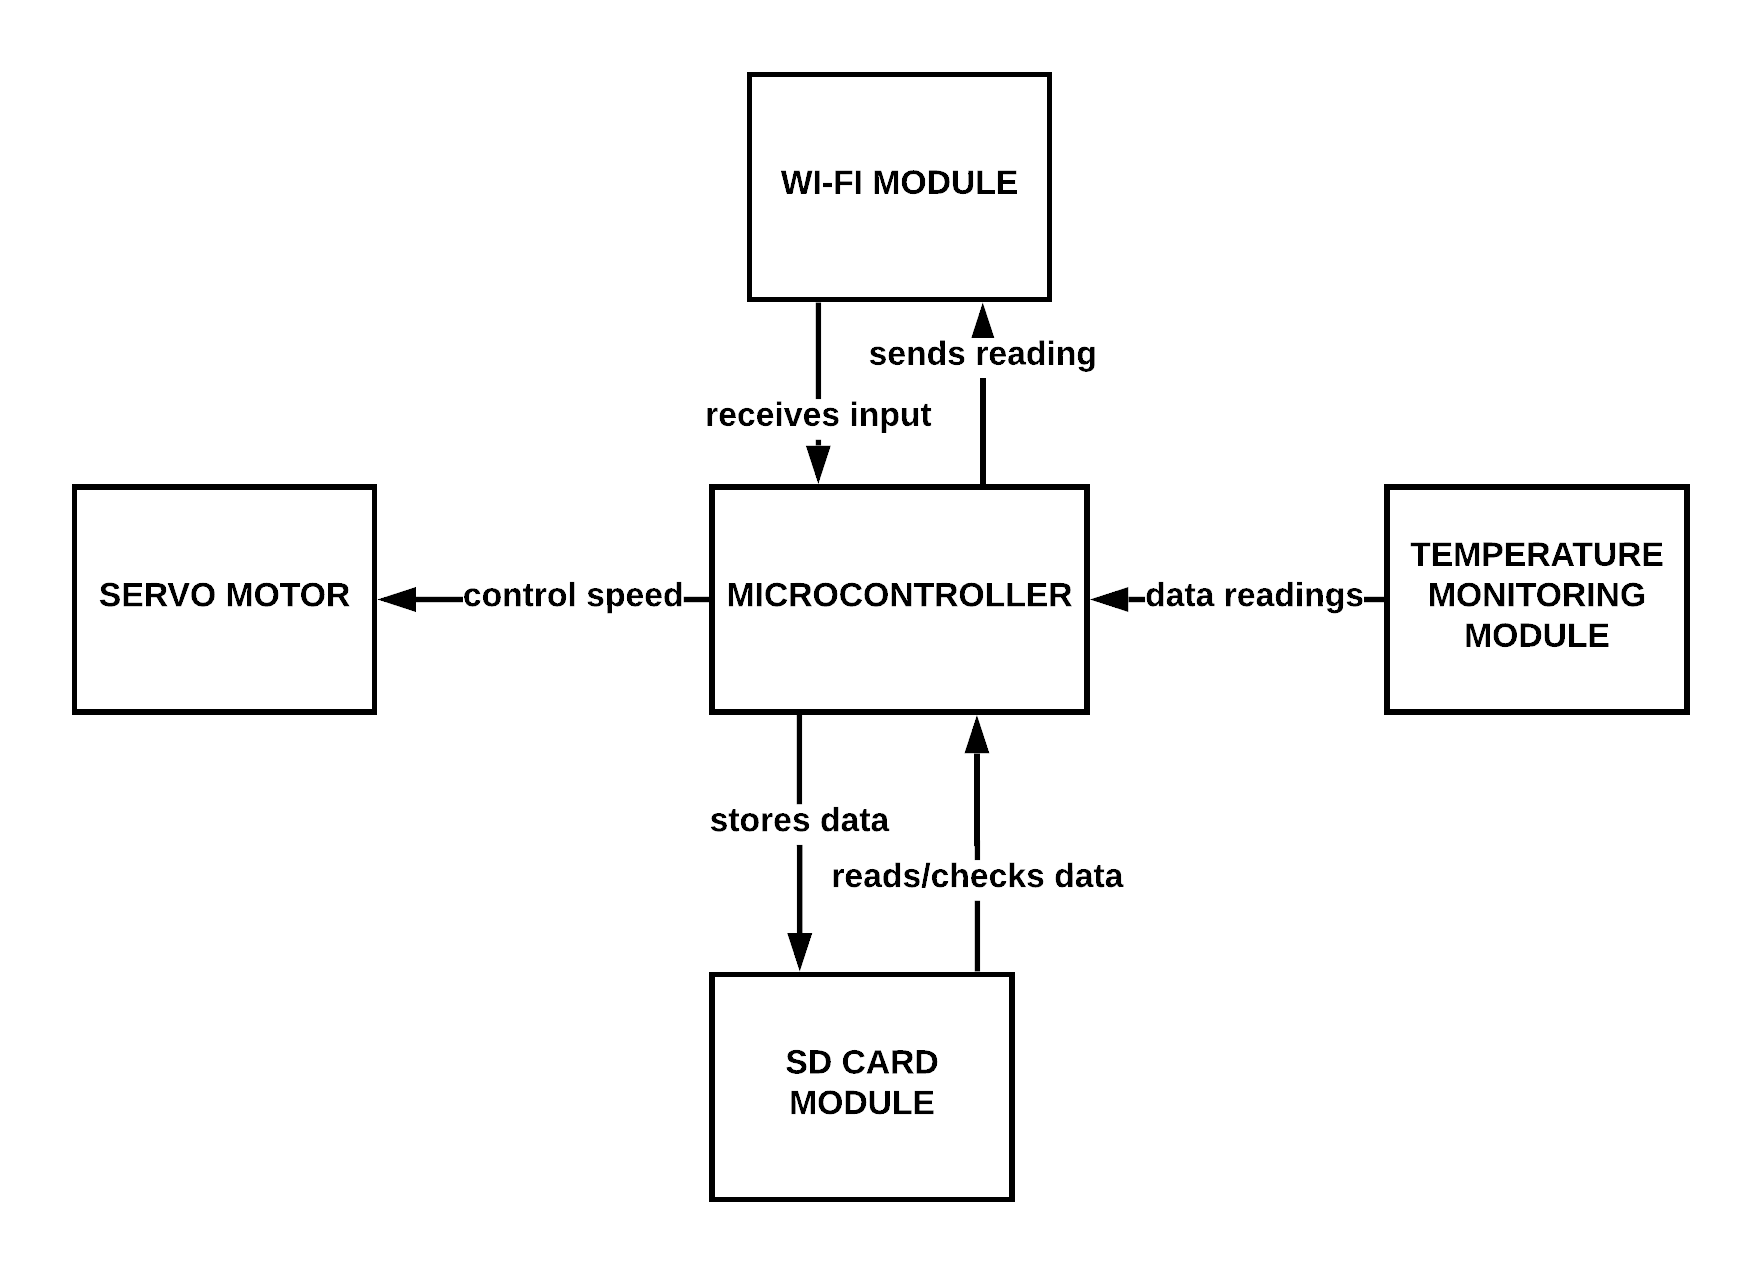 WI-FI MODULE
sends reading
receives input
SERVO MOTOR
control speed
MICROCONTROLLER
data readings
TEMPERATURE
MONITORING
MODULE
stores data
reads/checks data
SD CARD
MODULE